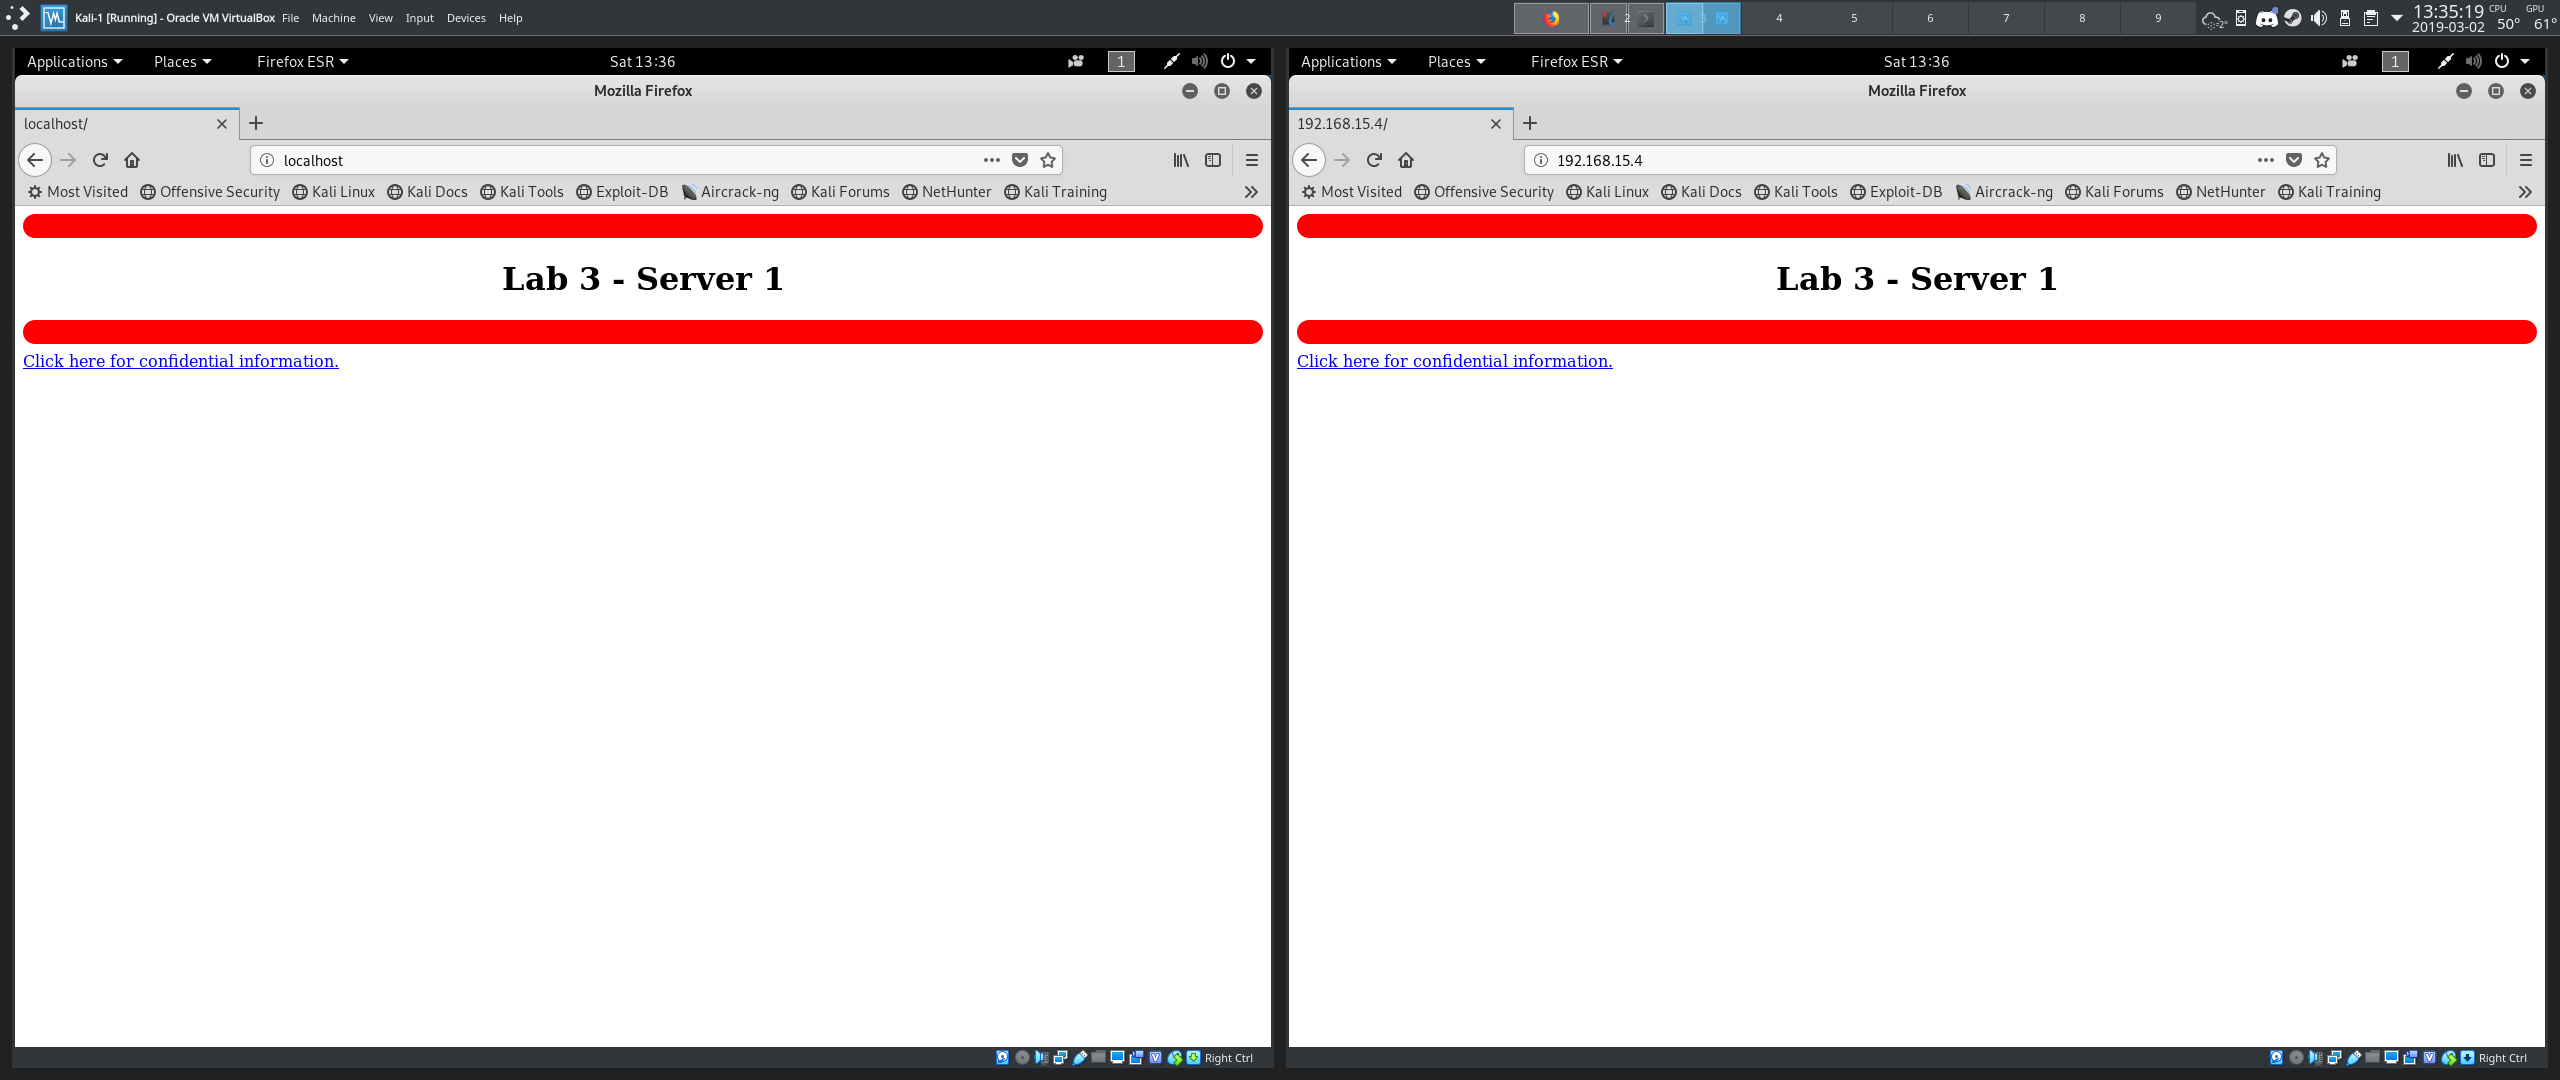 Kali-1 [Running] - Oracle VM VirtualBox File Machine View Input Devices Help
2 3 4 5 6 7 8 9
-2° 13:35:19 CPU GPU
2019-03-02 50° 61°
Applications Places Firefox ESR Sat 13:36 1
Mozilla Firefox
localhost/
localhost
Most Visited Offensive Security Kali Linux Kali Docs Kali Tools Exploit-DB Aircrack-ng Kali Forums NetHunter Kali Training
Lab 3 - Server 1
Click here for confidential information.
Right Ctrl
Applications Places Firefox ESR Sat 13:36 1
Mozilla Firefox
192.168.15.4/
192.168.15.4
Most Visited Offensive Security Kali Linux Kali Docs Kali Tools Exploit-DB Aircrack-ng Kali Forums NetHunter Kali Training
Lab 3 - Server 1
Click here for confidential information.
Right Ctrl